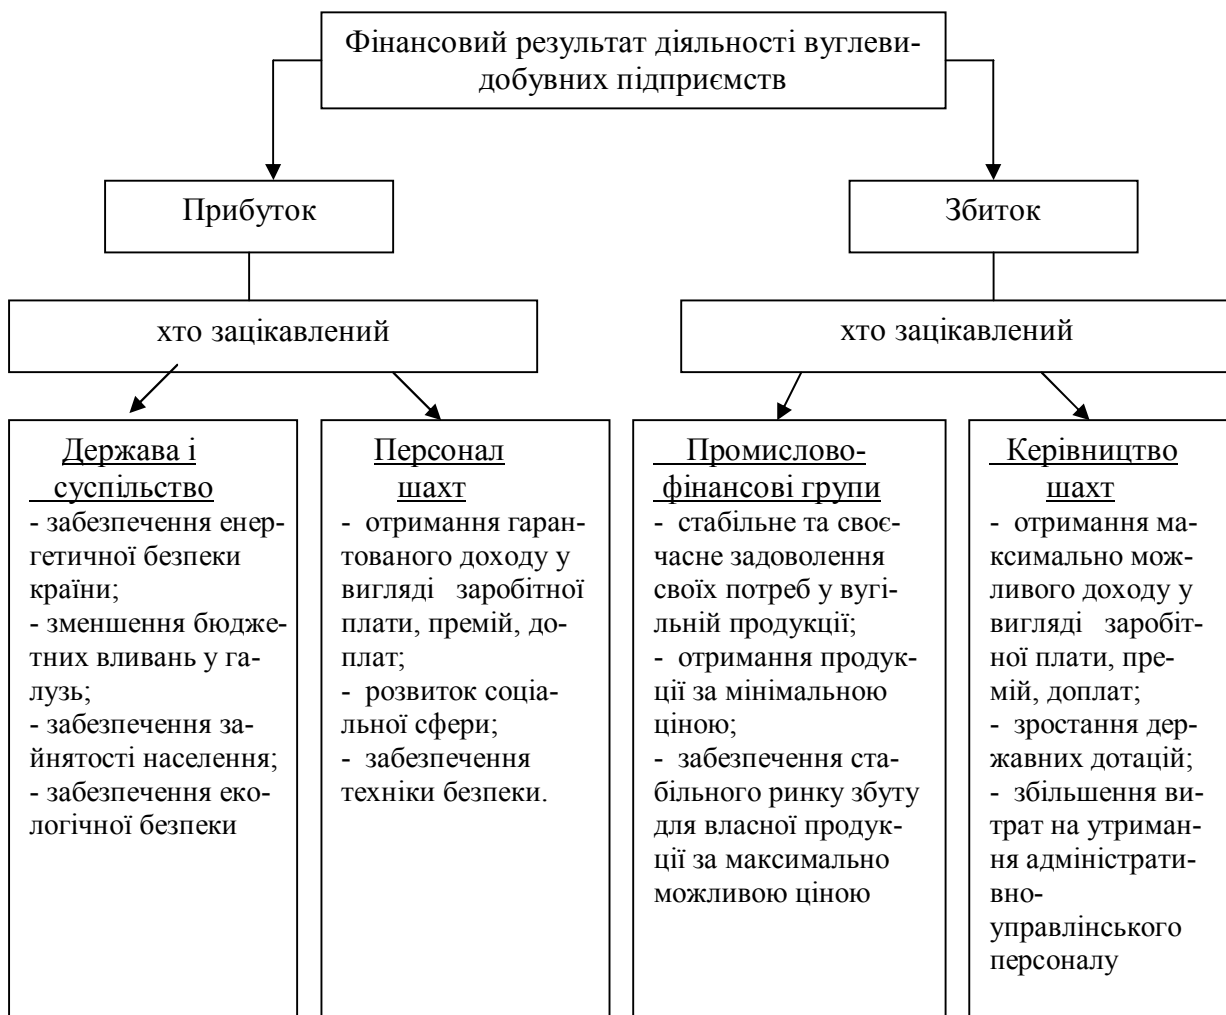 Фінансовий результат діяльності вуглеви-
добувних підприємств
Прибуток
Збиток
хто зацікавлений
хто зацікавлений
Держава і
суспільство
- забезпечення енер-
гетичної безпеки
країни;
- зменшення бюдже-
тних вливань у га-
лузь;
- забезпечення за-
йнятості населення;
- забезпечення еко-
логічної безпеки
Персонал
шахт
- отримання гаран-
тованого доходу у
вигляді заробітної
плати, премій, до-
плат;
- розвиток соціа-
льної сфери;
- забезпечення
техніки безпеки.
Промислово-
фінансові групи
- стабільне та своє-
часне задоволення
своїх потреб у вугі-
льній продукції;
- отримання продук-
ції за мінімальною
ціною;
- забезпечення ста-
більного ринку збуту
для власної продук-
ції за максимально
можливою ціною
Керівництво
шахт
- отримання ма-
ксимально мож-
ливого доходу у
вигляді заробіт-
ної плати, пре-
мій, доплат;
- зростання дер-
жавних дотацій;
- збільшення ви-
трат на утриман-
ня адміністрати-
вно-
управлінського
персоналу